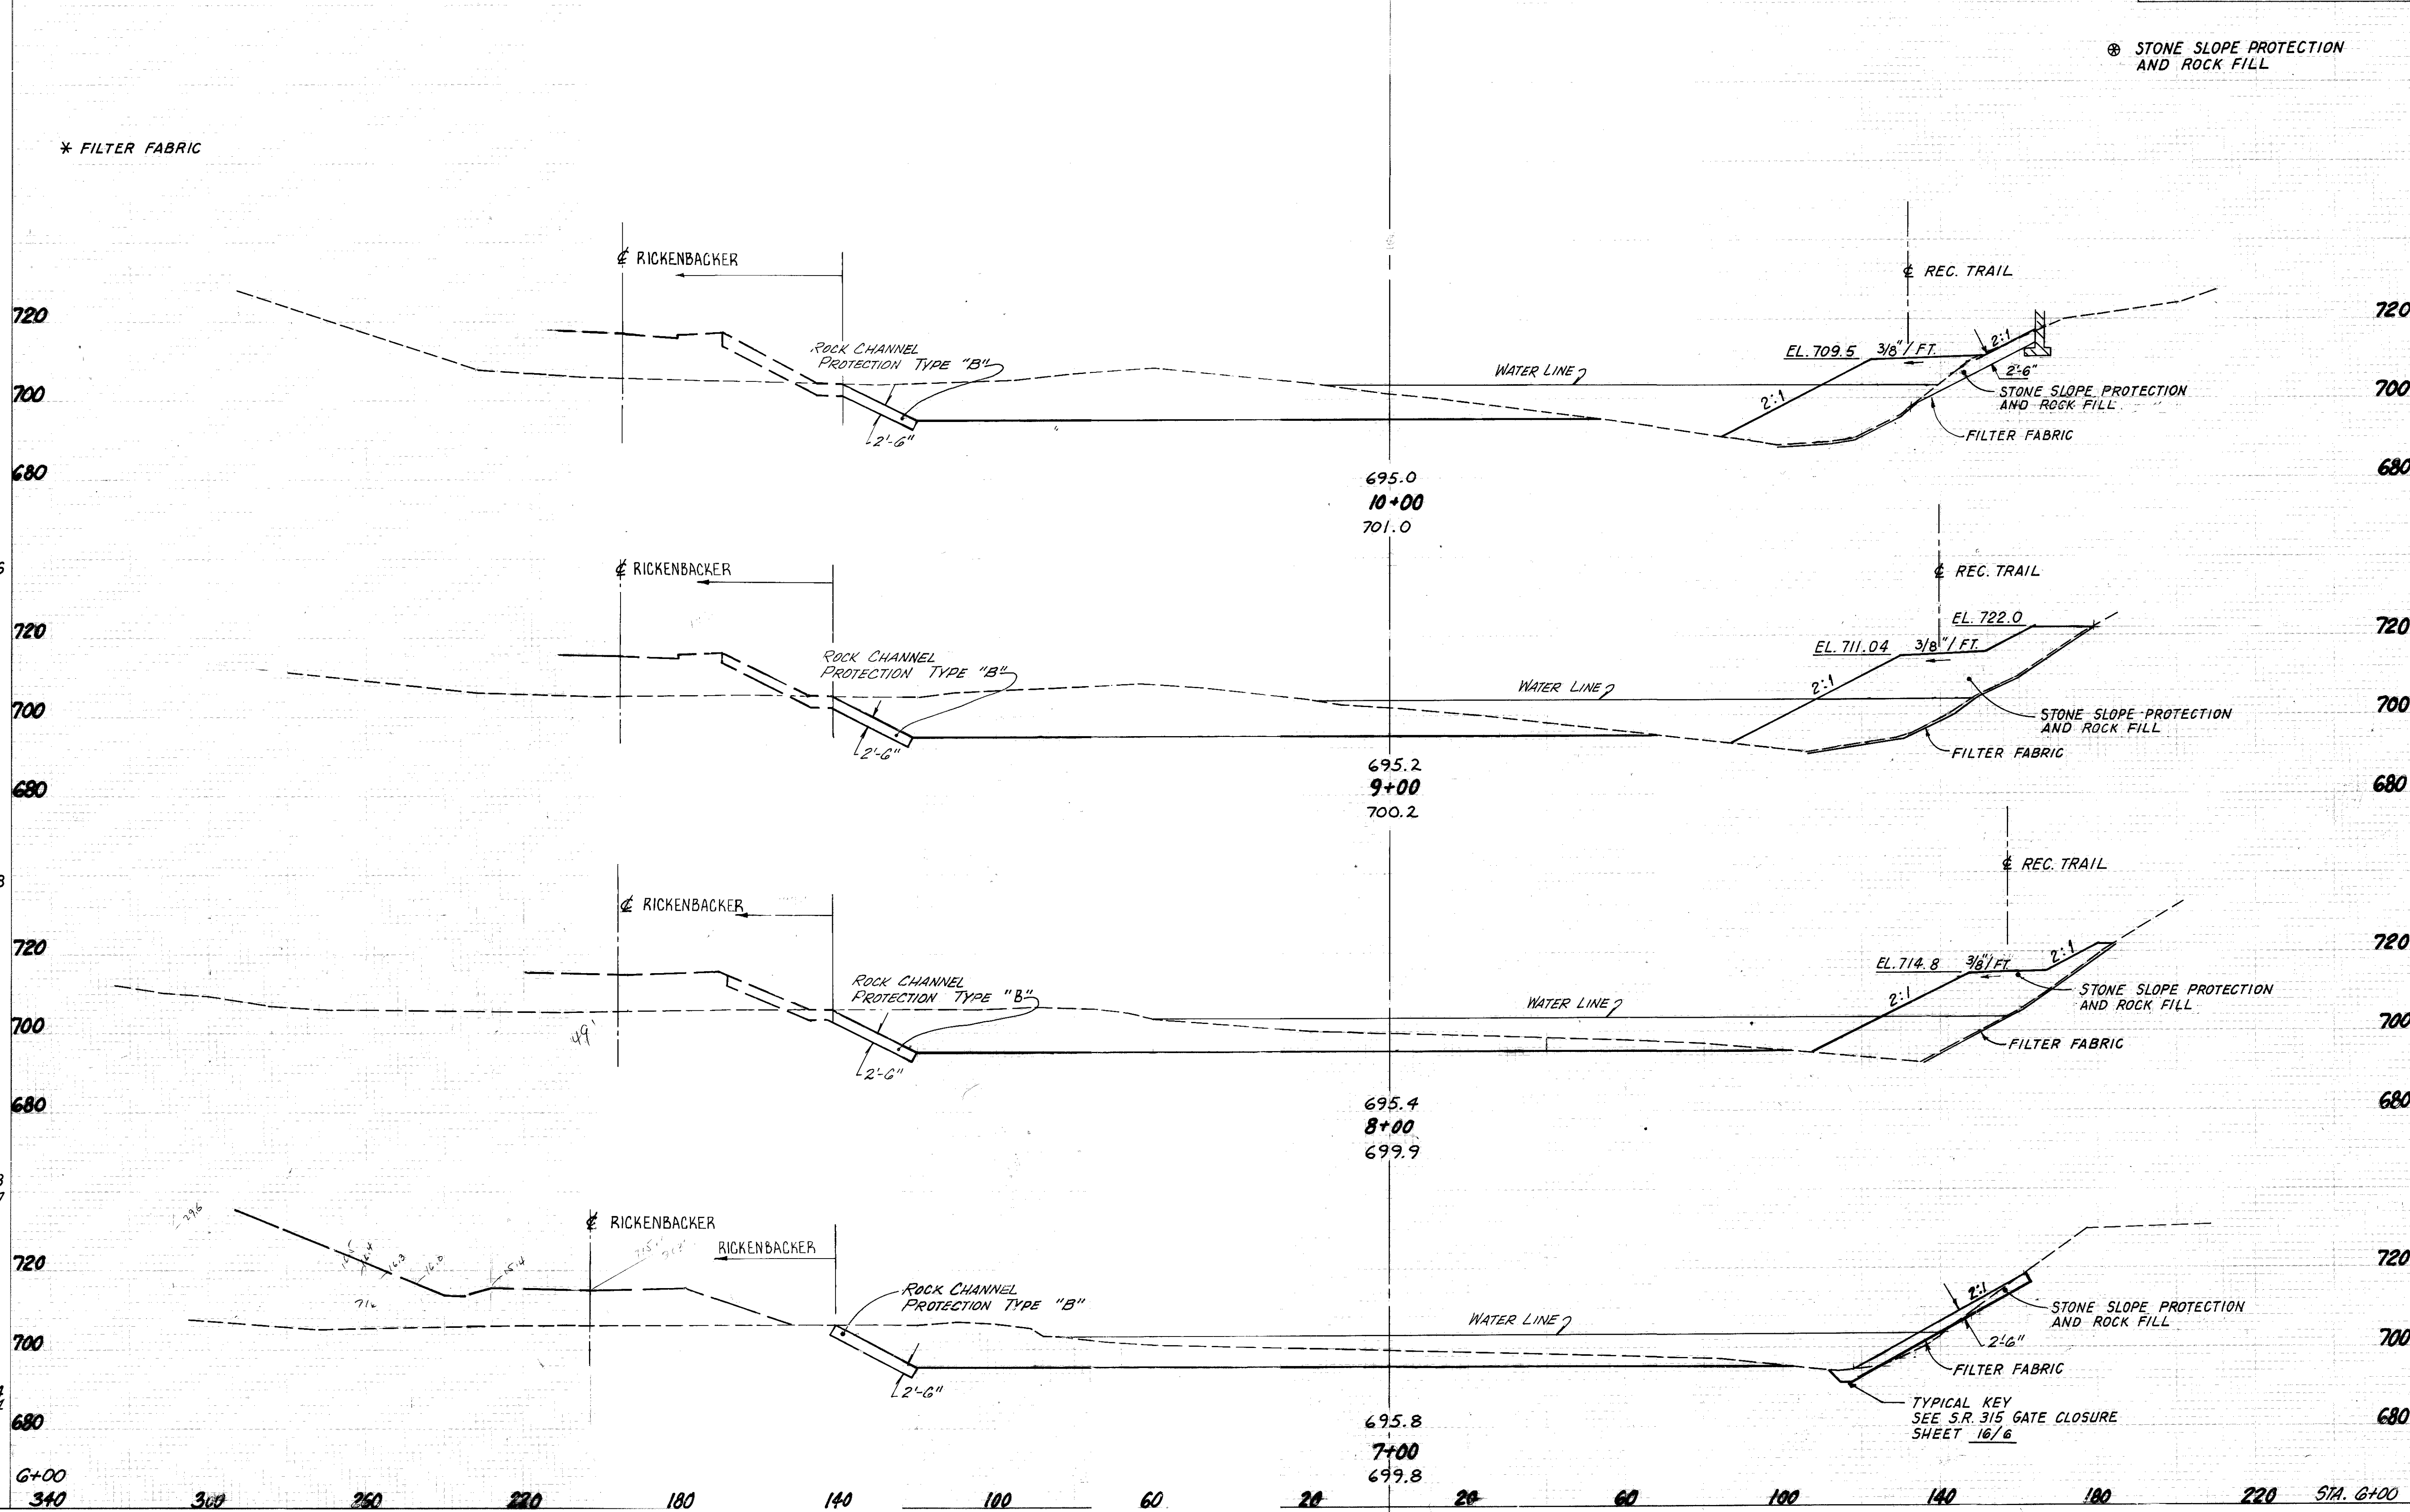 ⊛ STONE SLOPE PROTECTION
AND ROCK FILL
* FILTER FABRIC
℄ RICKENBACKER
℄ REC. TRAIL
720
720
ROCK CHANNEL
PROTECTION TYPE "B"
EL. 709.5
3/8"/FT.
2:1
WATER LINE
2:1
2'-6"
STONE SLOPE PROTECTION
AND ROCK FILL
700
700
2'-6"
FILTER FABRIC
680
680
695.0
10+00
701.0
℄ RICKENBACKER
℄ REC. TRAIL
EL. 722.0
720
720
ROCK CHANNEL
PROTECTION TYPE "B"
EL. 711.04
3/8"/FT.
WATER LINE
2:1
700
700
STONE SLOPE PROTECTION
AND ROCK FILL
2'-6"
FILTER FABRIC
680
680
695.2
9+00
700.2
℄ REC. TRAIL
℄ RICKENBACKER
720
720
2:1
EL. 714.8
3/8"/FT.
ROCK CHANNEL
PROTECTION TYPE "B"
WATER LINE
2:1
STONE SLOPE PROTECTION
AND ROCK FILL
700
700
49'
FILTER FABRIC
2'-6"
680
680
695.4
8+00
699.9
29.6
℄ RICKENBACKER
RICKENBACKER
720
720
16.3
16.0
15.4
716
ROCK CHANNEL
PROTECTION TYPE "B"
2:1
STONE SLOPE PROTECTION
AND ROCK FILL
WATER LINE
700
700
2'-6"
FILTER FABRIC
2'-6"
TYPICAL KEY
SEE S.R. 315 GATE CLOSURE
SHEET 16/6
680
680
695.8
7+00
699.8
6+00
340 300 260 220 180 140 100 60 20 20 60 100 140 180 220 STA. 6+00